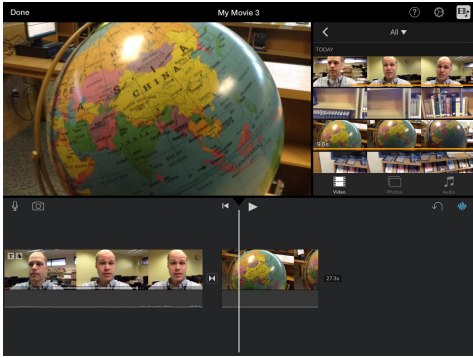 Done
My Movie 3
?
All ▼
TODAY
9.6s
Video
Photos
Audio
T
27.3s
A S I A
CHINA